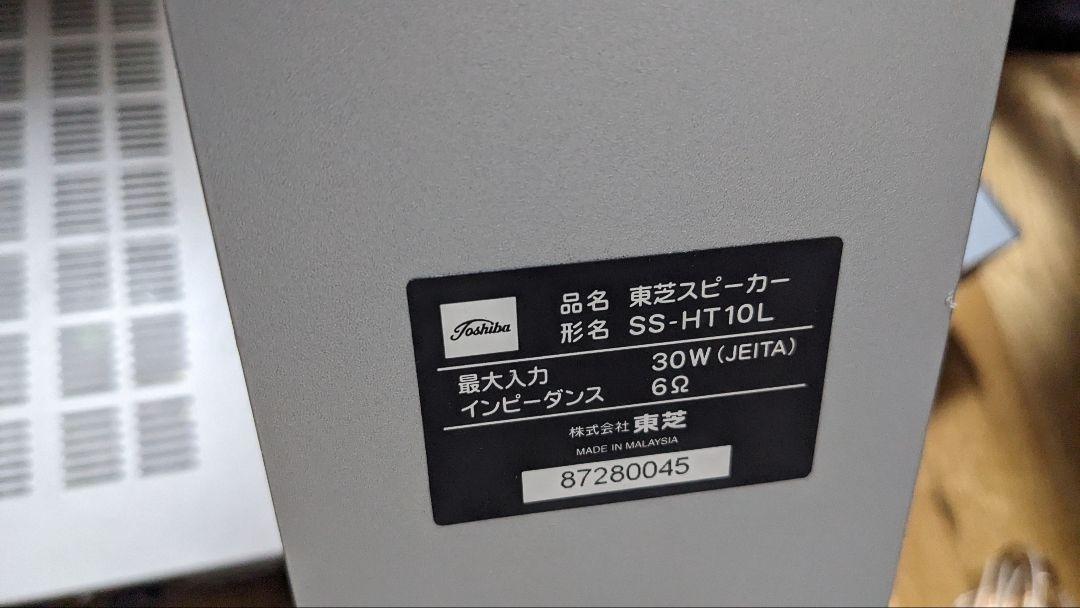 Toshiba
品名 東芝スピーカー
形名 SS-HT10L
最大入力 30W (JEITA)
インピーダンス 6Ω
株式会社 東芝
MADE IN MALAYSIA
87280045